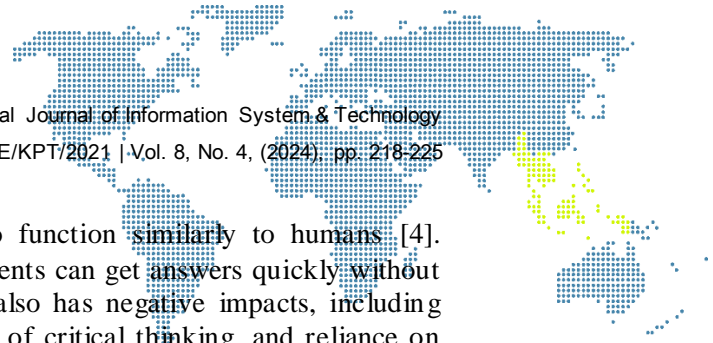 al Journal of Information System & Technology
E/KPT/2021 | Vol. 8, No. 4, (2024), pp. 218-225
function similarly to humans [4].
ents can get answers quickly without
also has negative impacts, including
of critical thinking, and reliance on